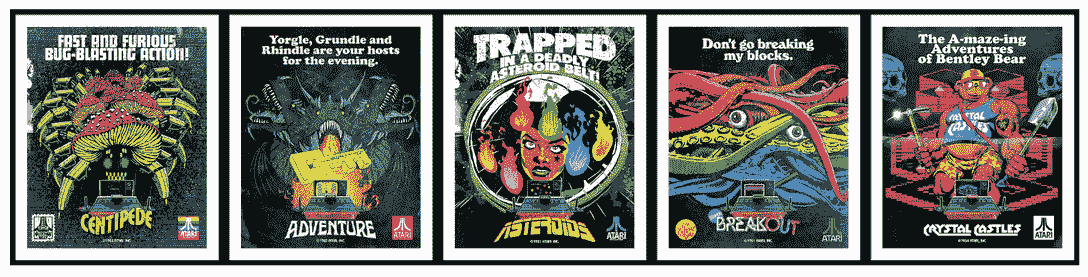 FAST AND FURIOUS
BUG-BLASTING ACTION!
CENTIPEDE
ATARI
Yorgle, Grundle and
Rhindle are your hosts
for the evening.
ADVENTURE
ATARI
TRAPPED
IN A DEADLY
ASTEROID BELT!
ASTEROIDS
ATARI
Don't go breaking
my blocks.
BREAKOUT
ATARI
The A-maze-ing
Adventures
of Bentley Bear
CRYSTAL
CASTLES
CRYSTAL CASTLES
ATARI